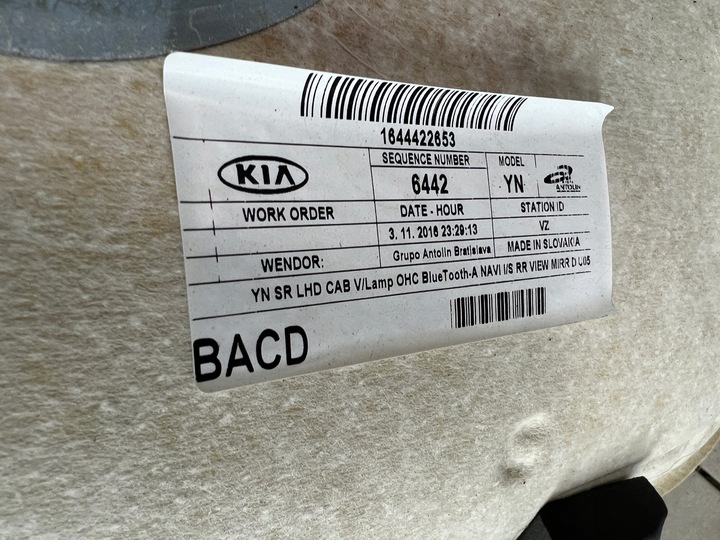 1644422653
KIA
SEQUENCE NUMBER
MODEL
6442
YN
ANTOLIN
WORK ORDER
DATE - HOUR
STATION ID
3. 11. 2016 23:29:13
VZ
WENDOR:
Grupo Antolin Bratislava
MADE IN SLOVAKIA
YN SR LHD CAB V/Lamp OHC BlueTooth-A NAVI I/S RR VIEW MIRR D U05
BACD